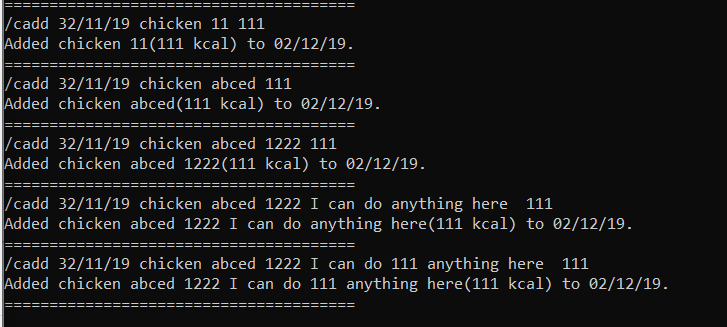 =======================================
/cadd 32/11/19 chicken 11 111
Added chicken 11(111 kcal) to 02/12/19.
=======================================
/cadd 32/11/19 chicken abced 111
Added chicken abced(111 kcal) to 02/12/19.
=======================================
/cadd 32/11/19 chicken abced 1222 111
Added chicken abced 1222(111 kcal) to 02/12/19.
=======================================
/cadd 32/11/19 chicken abced 1222 I can do anything here  111
Added chicken abced 1222 I can do anything here(111 kcal) to 02/12/19.
=======================================
/cadd 32/11/19 chicken abced 1222 I can do 111 anything here  111
Added chicken abced 1222 I can do 111 anything here(111 kcal) to 02/12/19.
=======================================